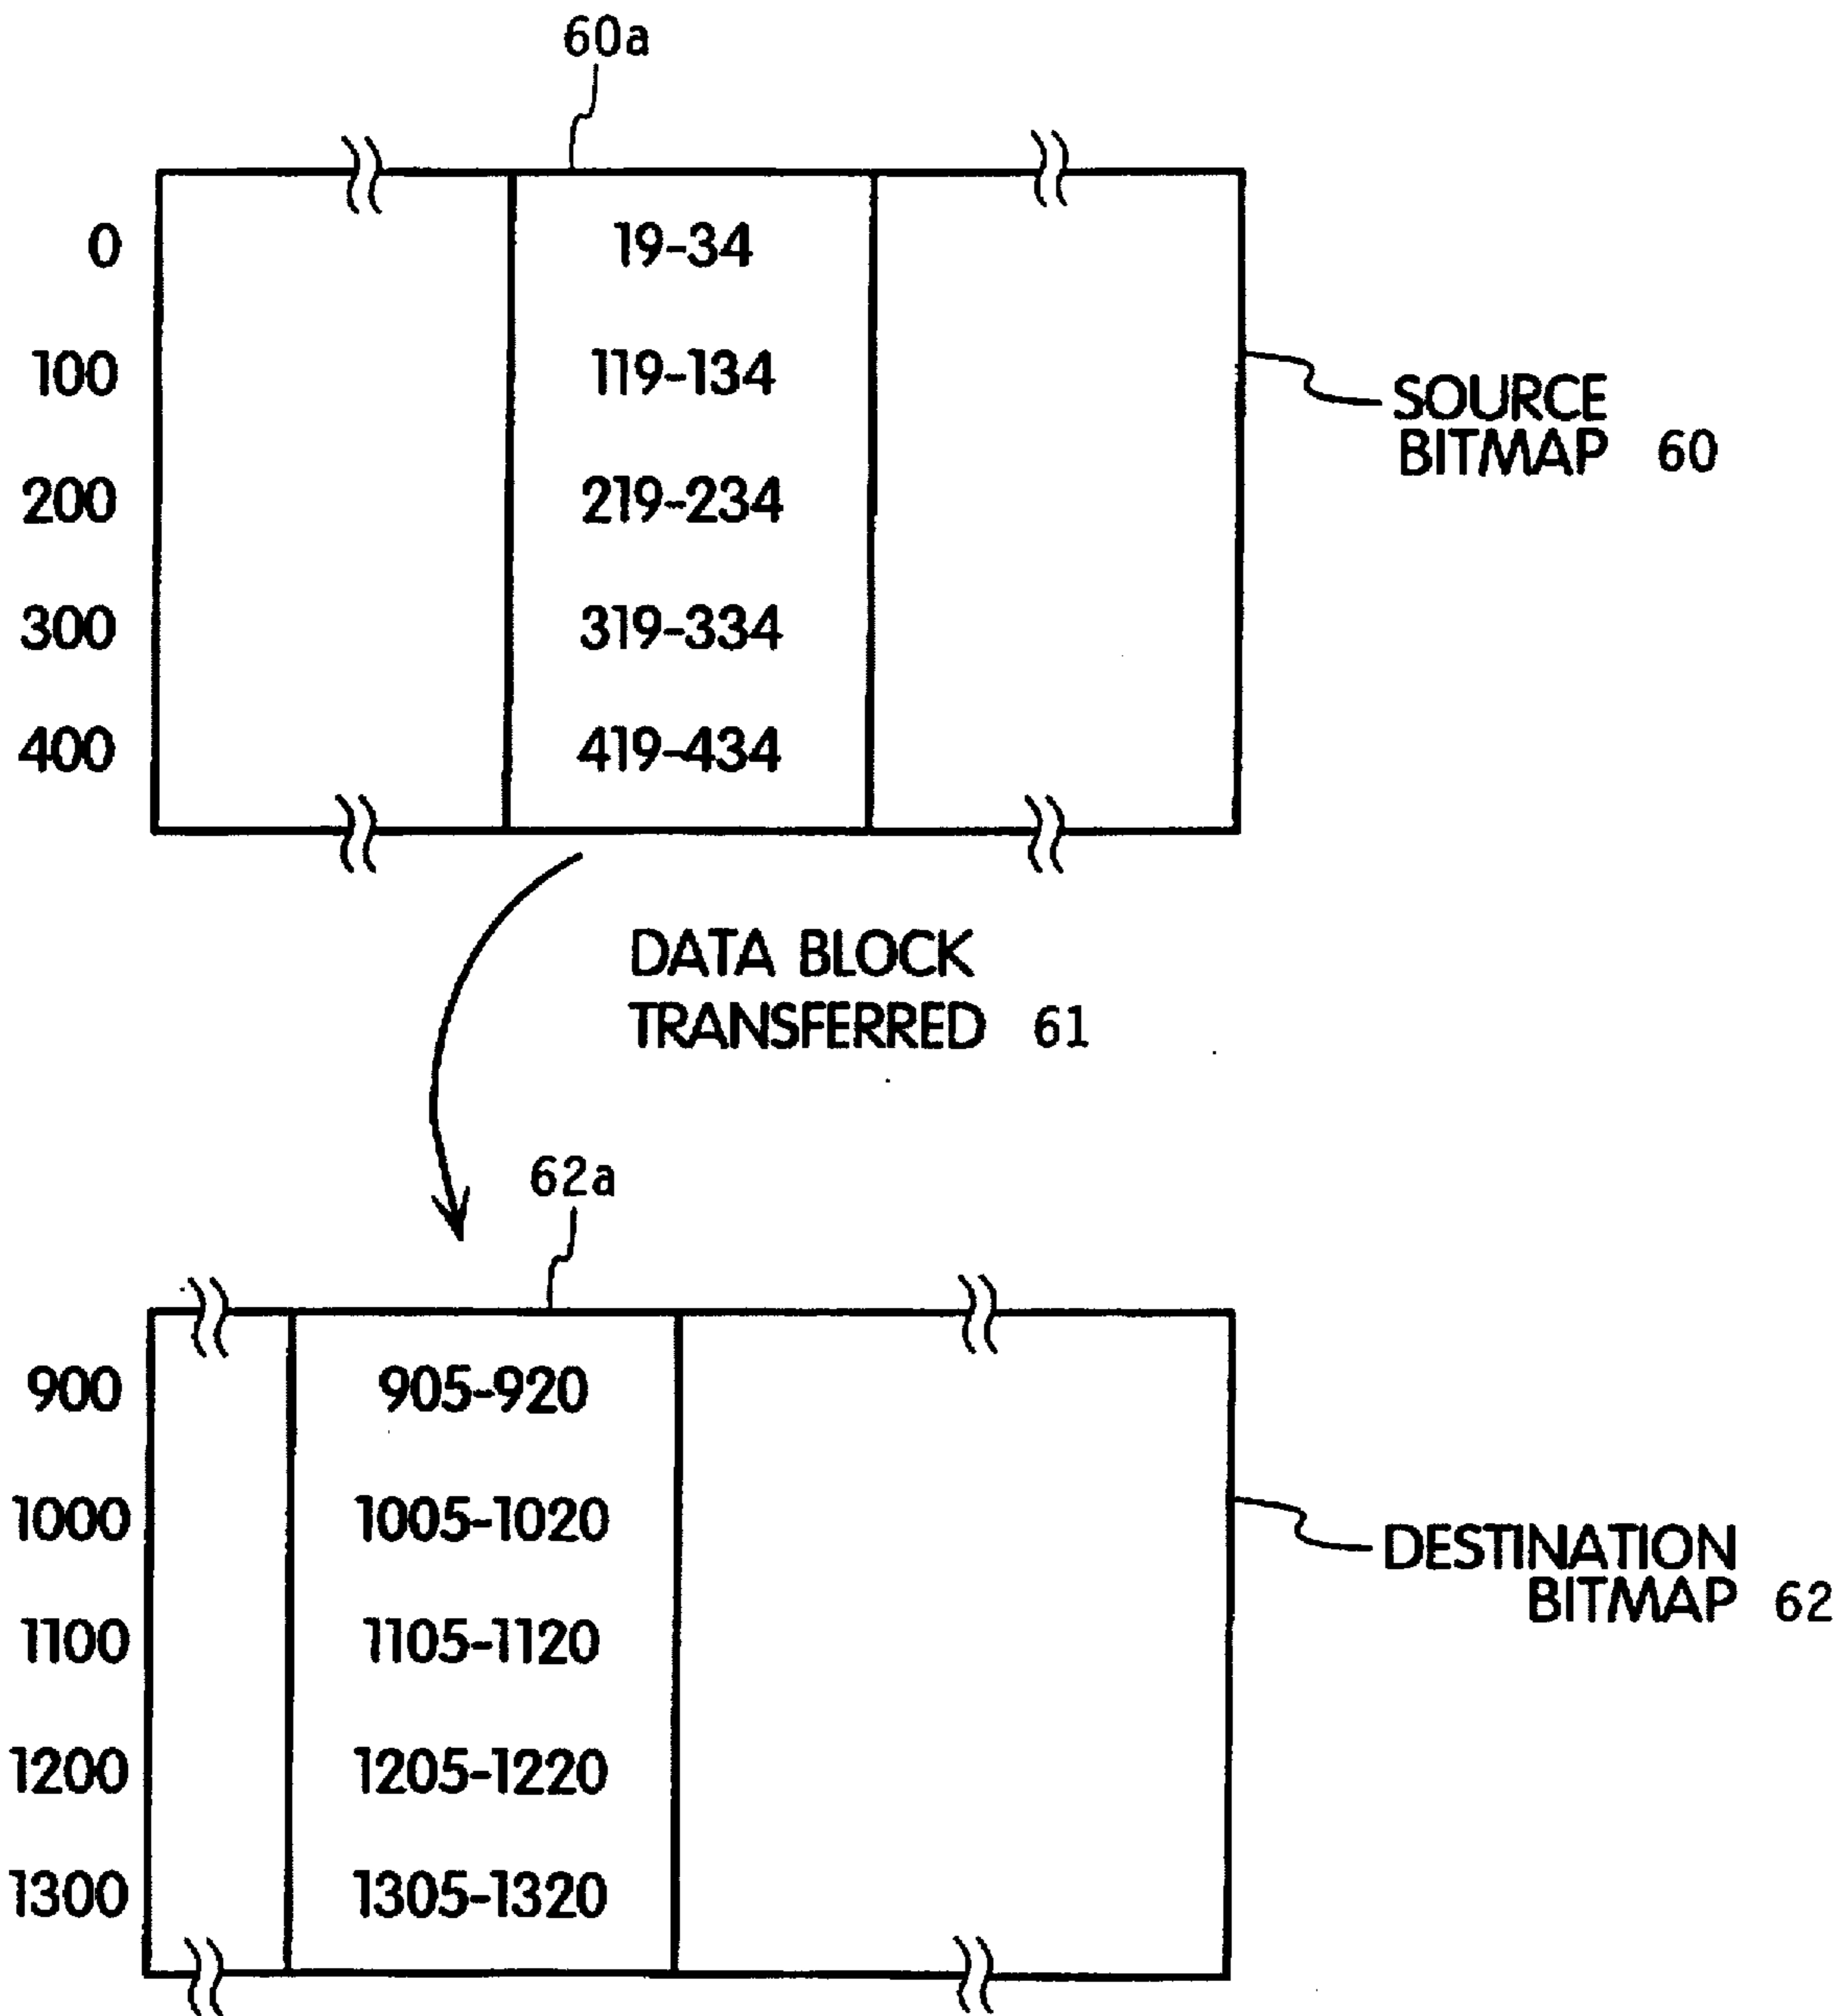 60a
0 19-34
100 119-134
200 219-234
300 319-334
400 419-434
SOURCE
BITMAP 60
DATA BLOCK
TRANSFERRED 61
62a
900 905-920
1000 1005-1020
1100 1105-1120
1200 1205-1220
1300 1305-1320
DESTINATION
BITMAP 62